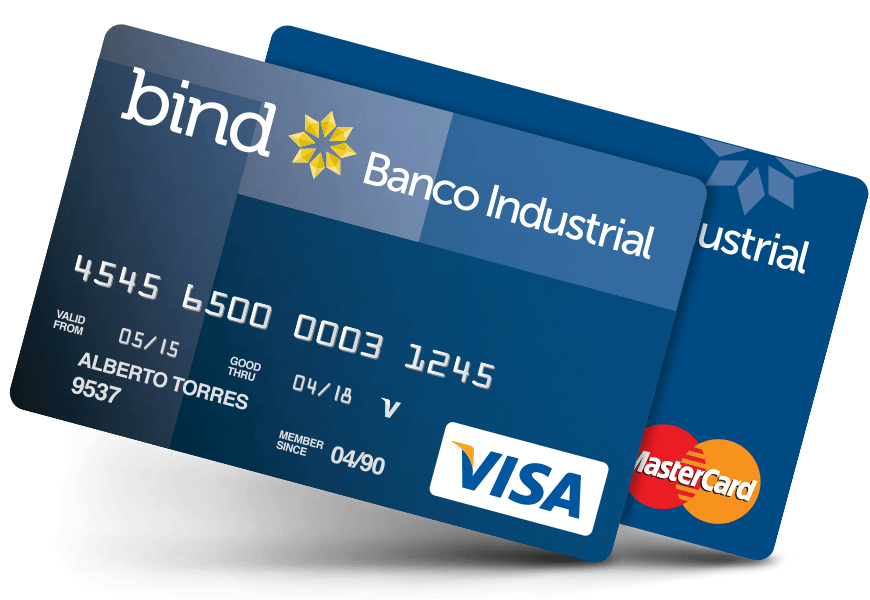 bind Banco Industrial
ustrial
4545 6500 0003 1245
VALID FROM 05/15
GOOD THRU 04/18 V
ALBERTO TORRES
9537
MEMBER SINCE 04/90
VISA
MasterCard